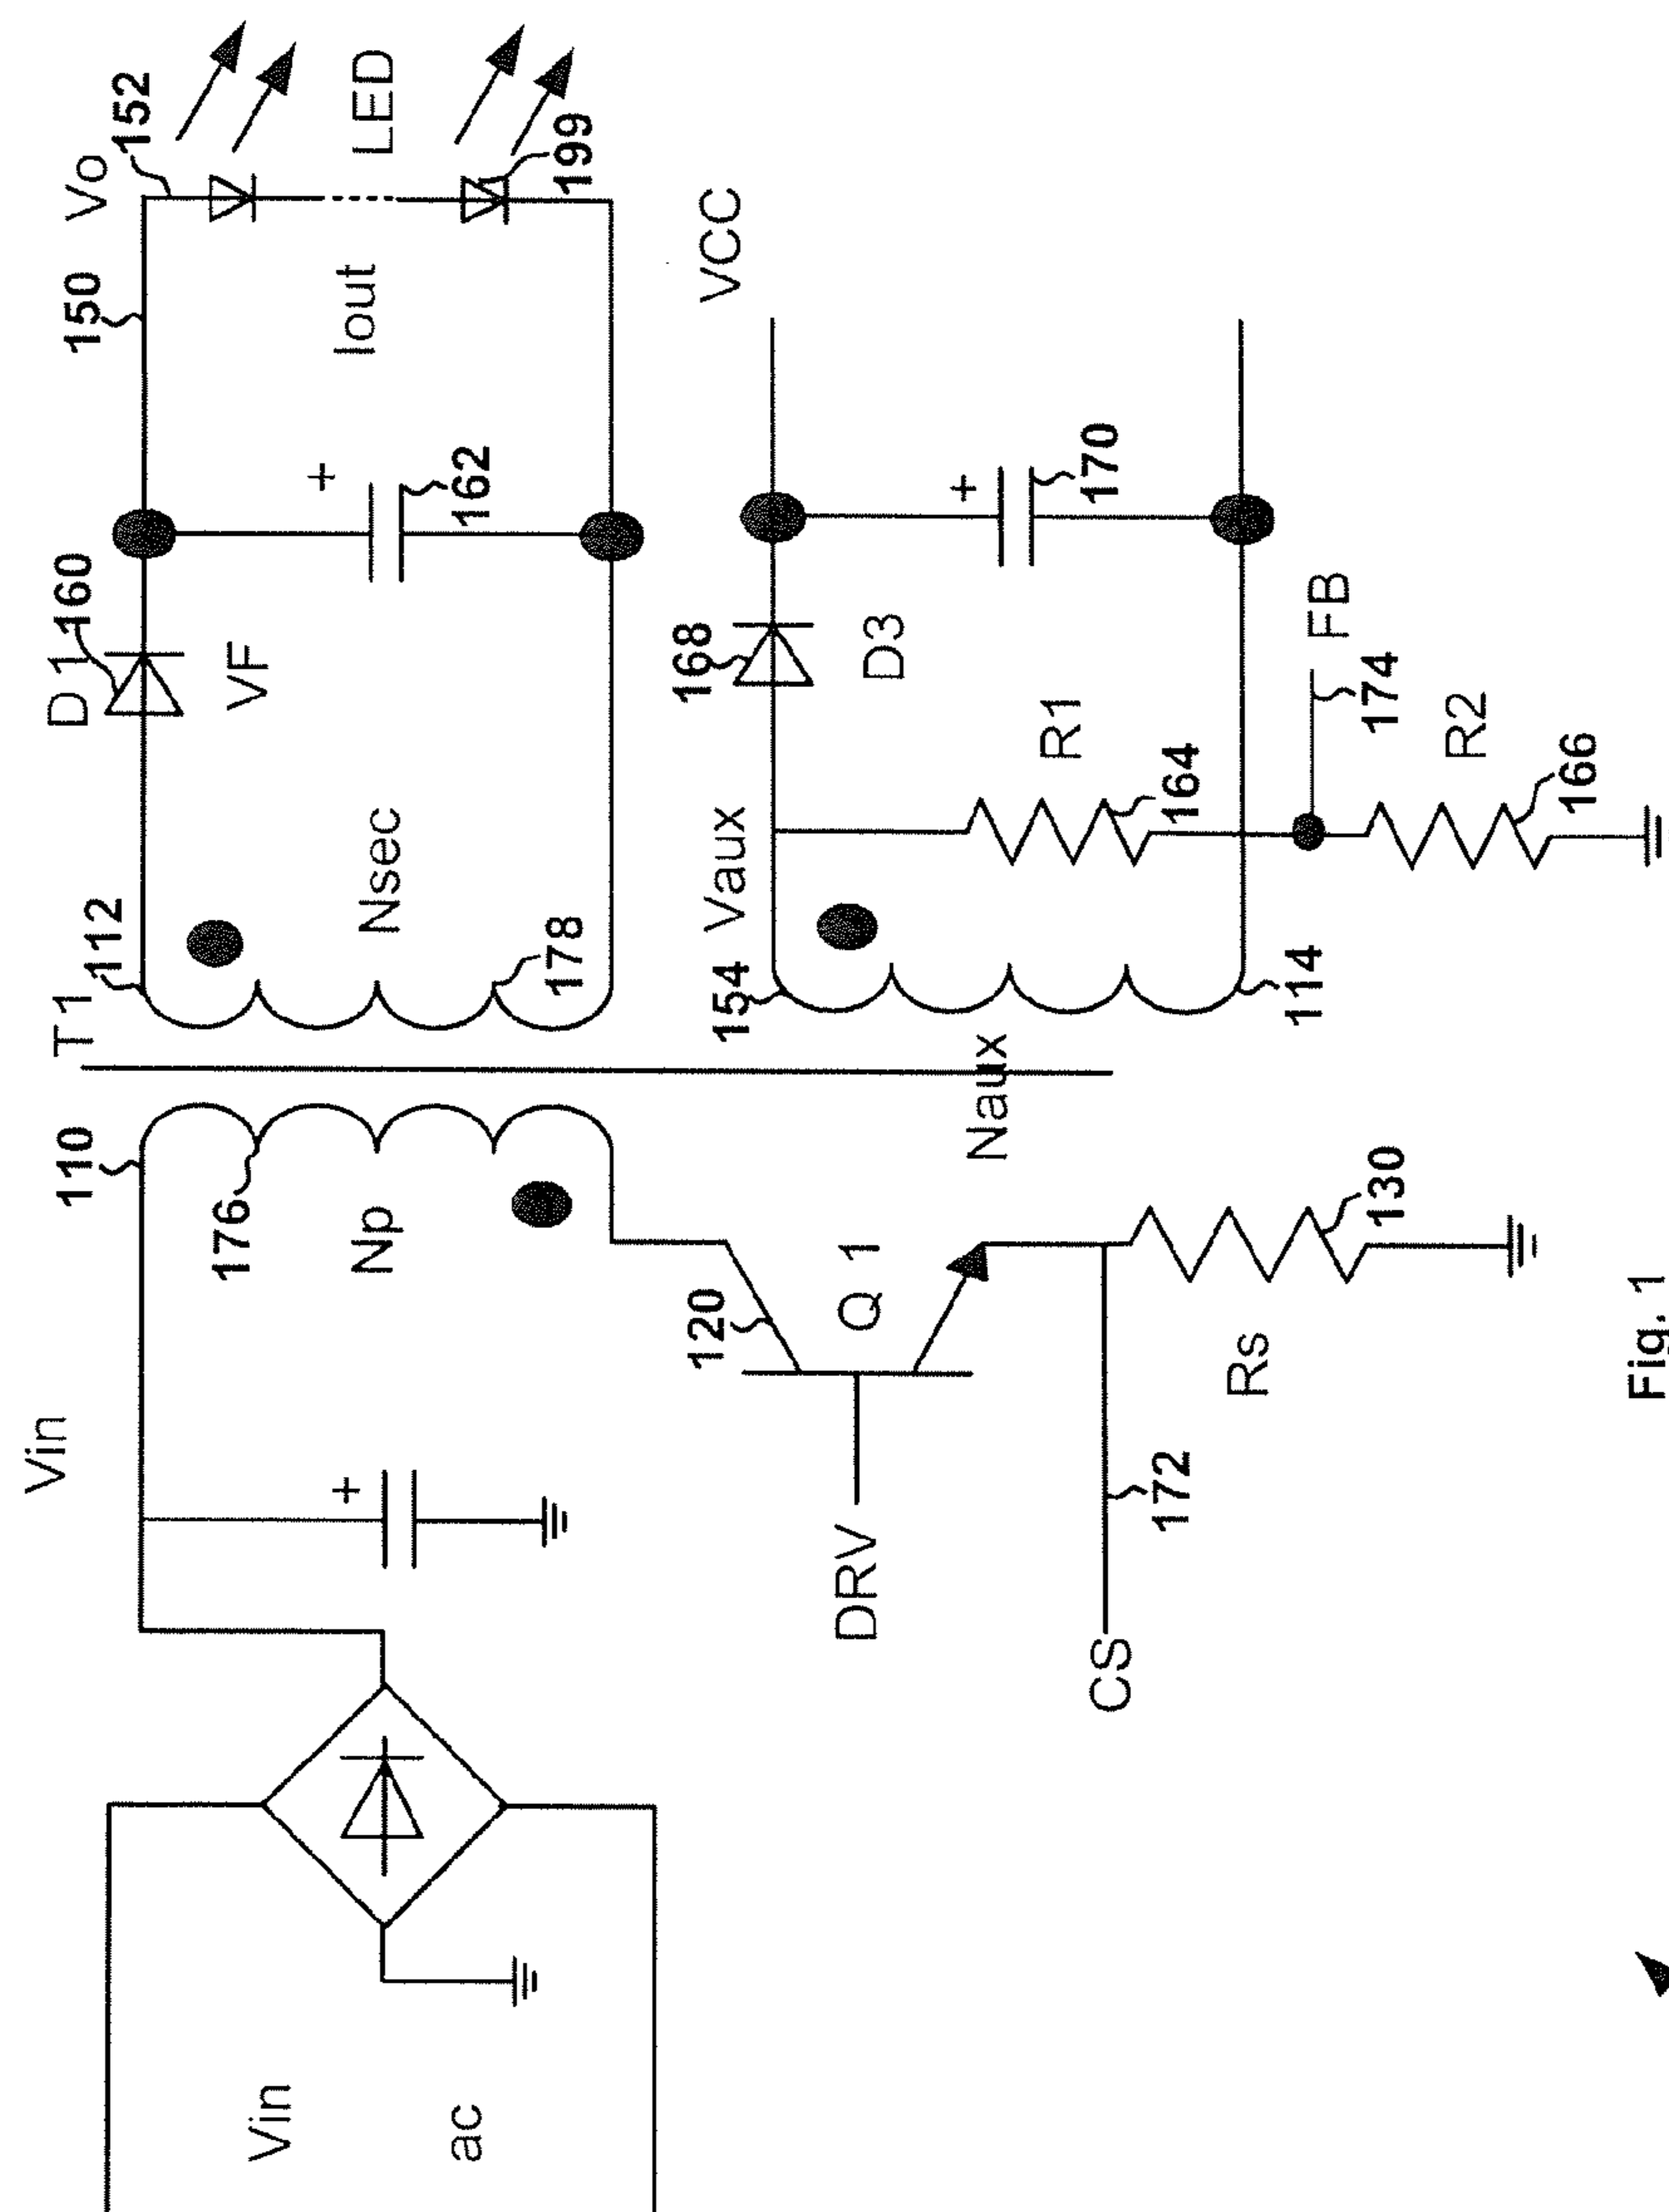 Vin
ac
Vin
+
110
176
Np
T1
112
Nsec
178
D 1
160
VF
+
162
150
Iout
Vo
152
LED
199
DRV
120
Q 1
CS
172
Rs
130
Naux
154
Vaux
114
R1
164
168
D3
+
170
VCC
FB
174
R2
166
Fig. 1